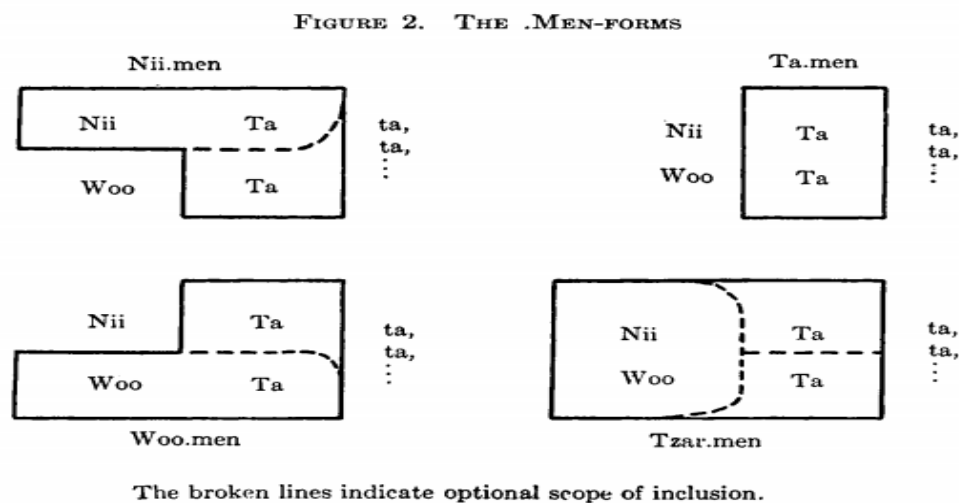 FIGURE 2. THE .MEN-FORMS
Nii.men
Nii Ta ta,
ta,
Woo Ta ⋮
Ta.men
Nii Ta ta,
ta,
Woo Ta ⋮
Nii Ta ta,
ta,
Woo Ta ⋮
Woo.men
Nii Ta ta,
ta,
Woo Ta ⋮
Tzar.men
The broken lines indicate optional scope of inclusion.